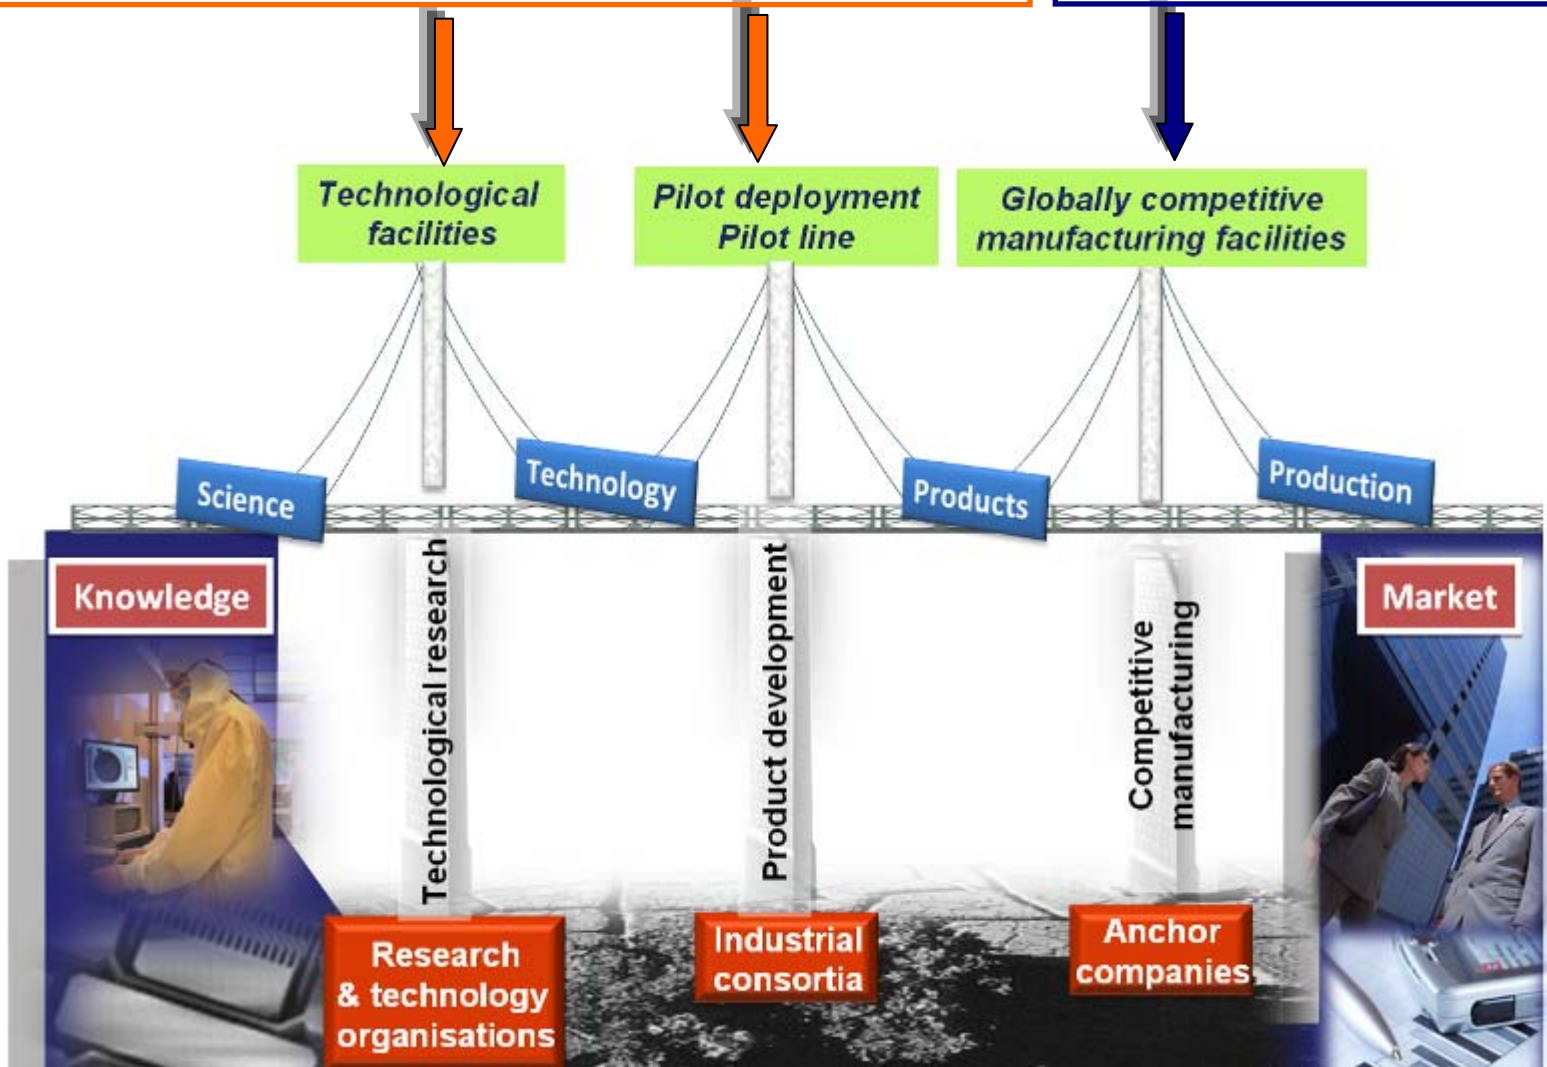 Technological
facilities
Pilot deployment
Pilot line
Globally competitive
manufacturing facilities
Science
Technology
Products
Production
Knowledge
Market
Technological research
Product development
Competitive
manufacturing
Research
& technology
organisations
Industrial
consortia
Anchor
companies